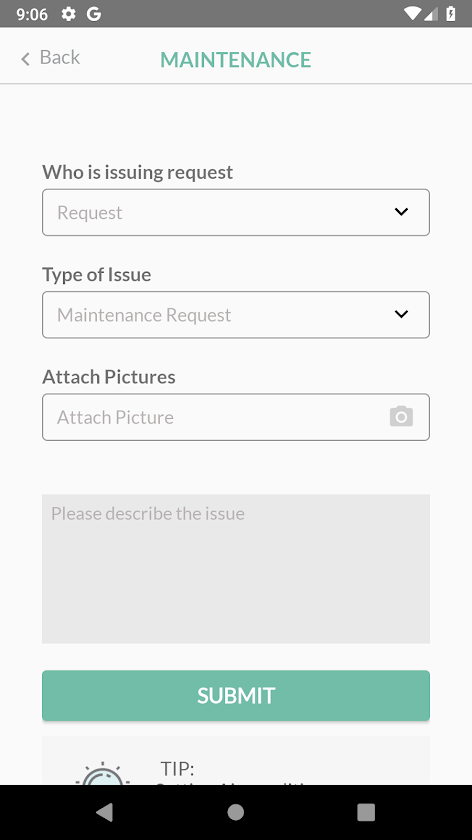 9:06 G
Back
MAINTENANCE
Who is issuing request
Request
Type of Issue
Maintenance Request
Attach Pictures
Attach Picture
Please describe the issue
SUBMIT
TIP: